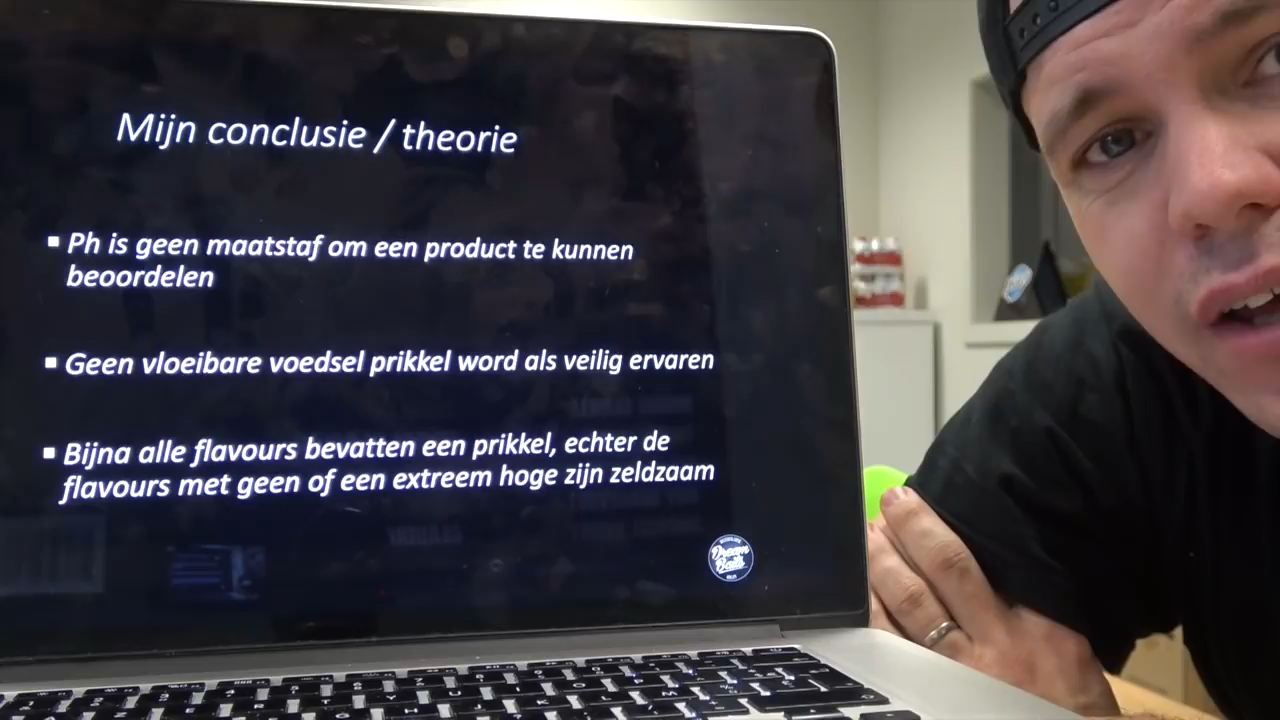 Mijn conclusie / theorie
▪ Ph is geen maatstaf om een product te kunnen
beoordelen
▪ Geen vloeibare voedsel prikkel word als veilig ervaren
▪ Bijna alle flavours bevatten een prikkel, echter de
flavours met geen of een extreem hoge zijn zeldzaam
Dream
Baits